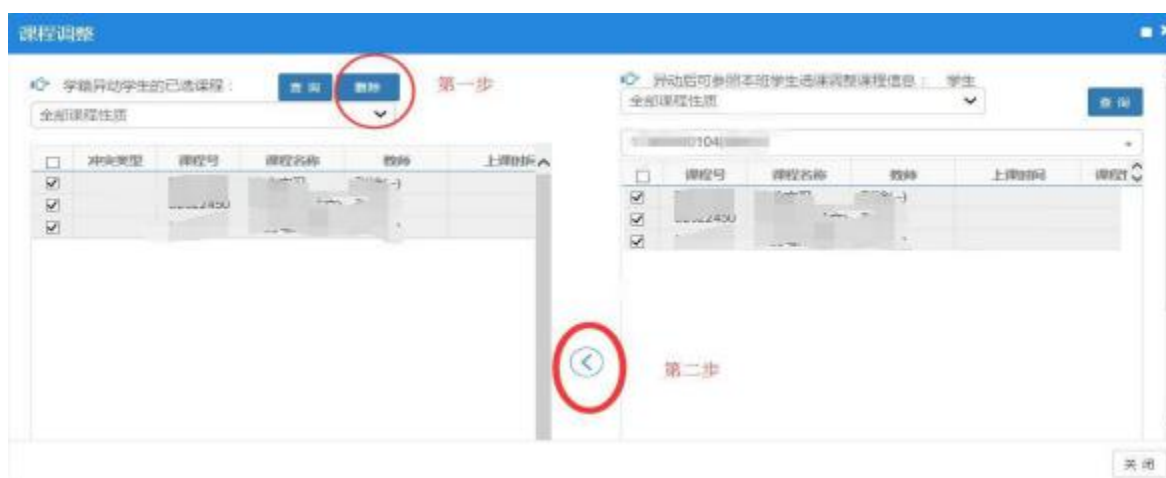 课程调整
学籍异动学生的已选课程：
查 询
删除
第一步
全部课程性质
冲突类型 课程号 课程名称 教师 上课时间
异动后可参照本班学生选课调整课程信息： 学生
全部课程性质
查 询
0104
课程号 课程名称 教师 上课时间
第二步
关 闭